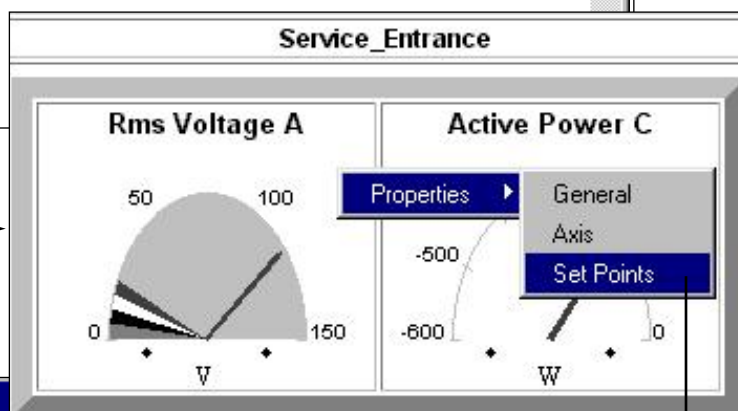 Service_Entrance
Rms Voltage A
50
100
0
150
V
Active Power C
Properties
General
Axis
Set Points
-500
-600
0
W